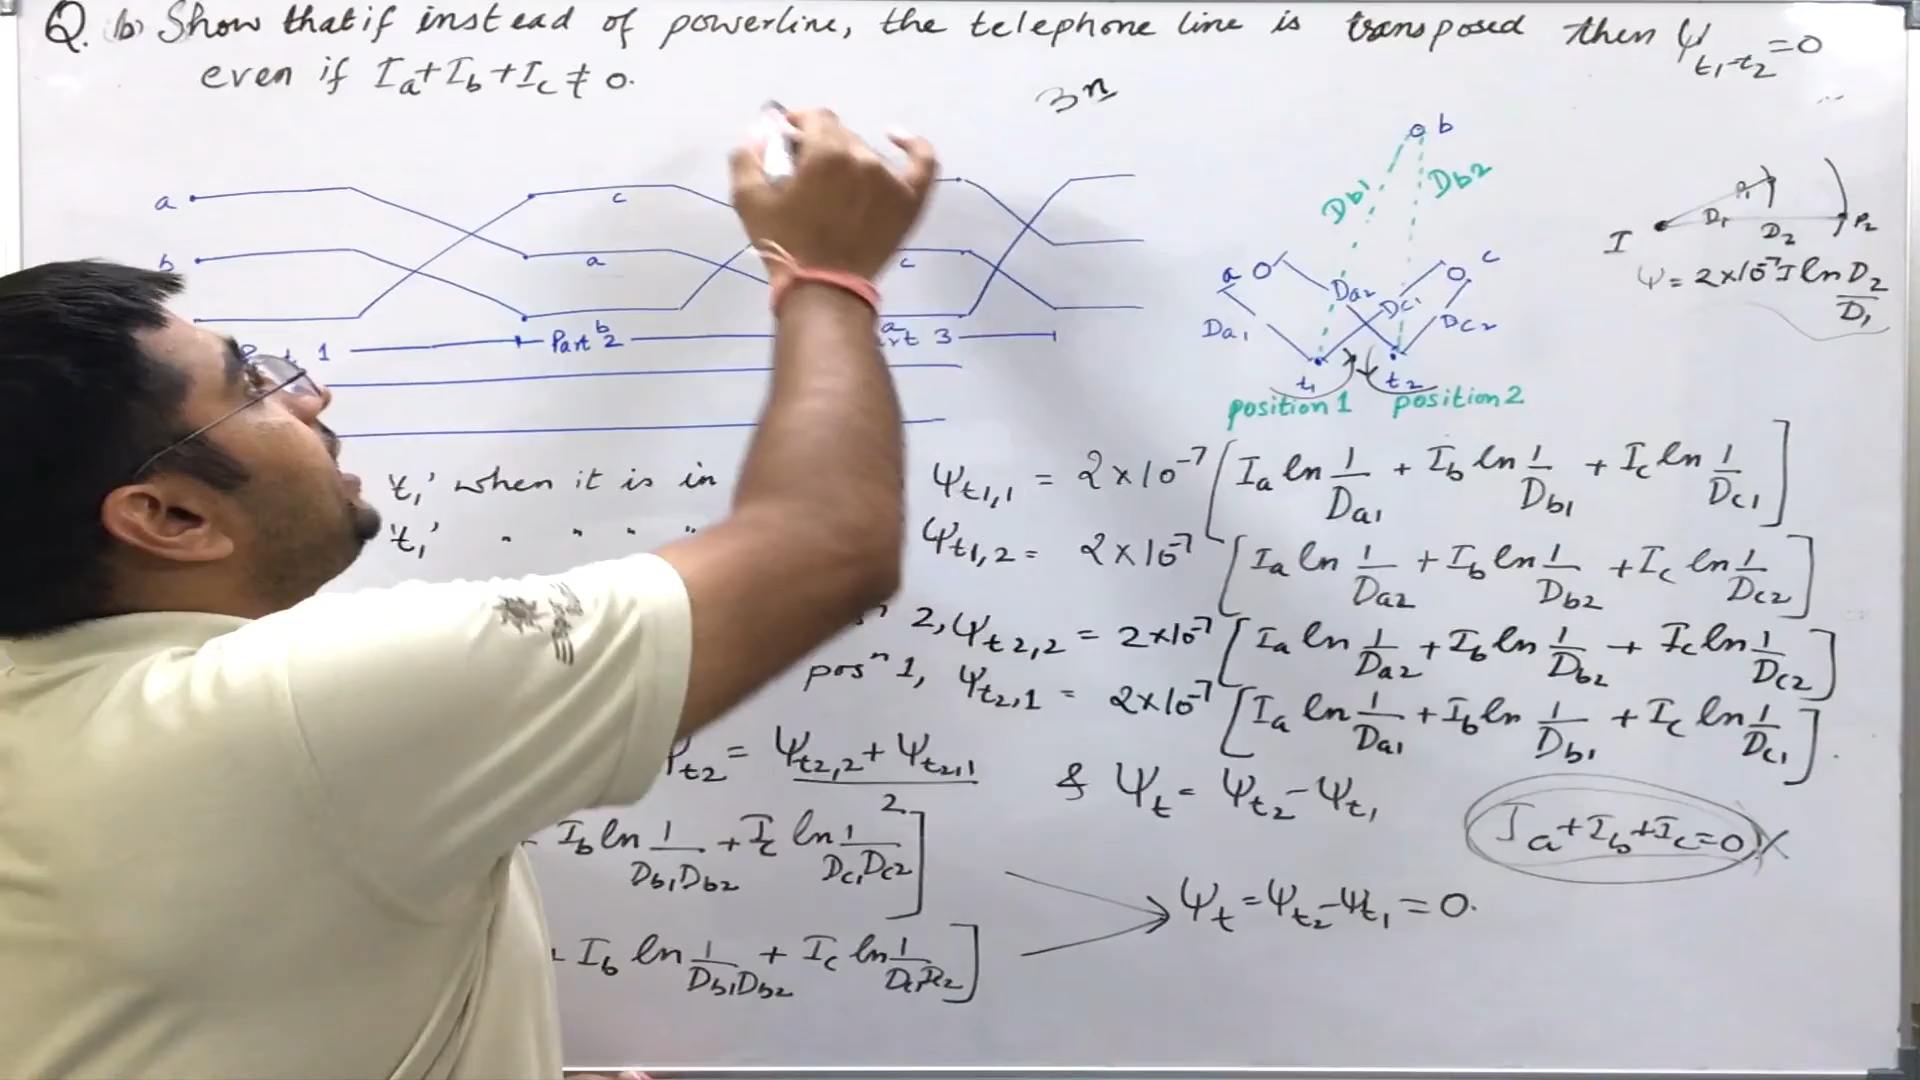 Q. (b) Show that if instead of powerline, the telephone line is transposed then ψ_{t1-t2} = 0
even if Ia+Ib+Ic ≠ 0.
3ⁿ
a
c
b
a
c
b
a
1
Part 2
rt 3
b
Db1
Db2
a
c
Da2
Dc1
Da1
Dc2
t1
t2
position 1
position 2
I
P1
D1
D2
P2
ψ = 2×10⁻⁷ I ln D2/D1
't1' when it is in
't1' " " " "
ψt1,1 = 2×10⁻⁷ [Ia ln 1/Da1 + Ib ln 1/Db1 + Ic ln 1/Dc1]
ψt1,2 = 2×10⁻⁷ [Ia ln 1/Da2 + Ib ln 1/Db2 + Ic ln 1/Dc2]
2, ψt2,2 = 2×10⁻⁷ [Ia ln 1/Da2 + Ib ln 1/Db2 + Ic ln 1/Dc2]
posⁿ 1, ψt2,1 = 2×10⁻⁷ [Ia ln 1/Da1 + Ib ln 1/Db1 + Ic ln 1/Dc1]
t2 = ψt2,2 + ψt2,1 / 2
& ψt = ψt2 - ψt1
Ia+Ib+Ic=0 ×
Ib ln 1/Db1Db2 + Ic ln 1/Dc1Dc2]
ψt = ψt2 - ψt1 = 0.
+ Ib ln 1/Db1Db2 + Ic ln 1/Dc1Dc2]